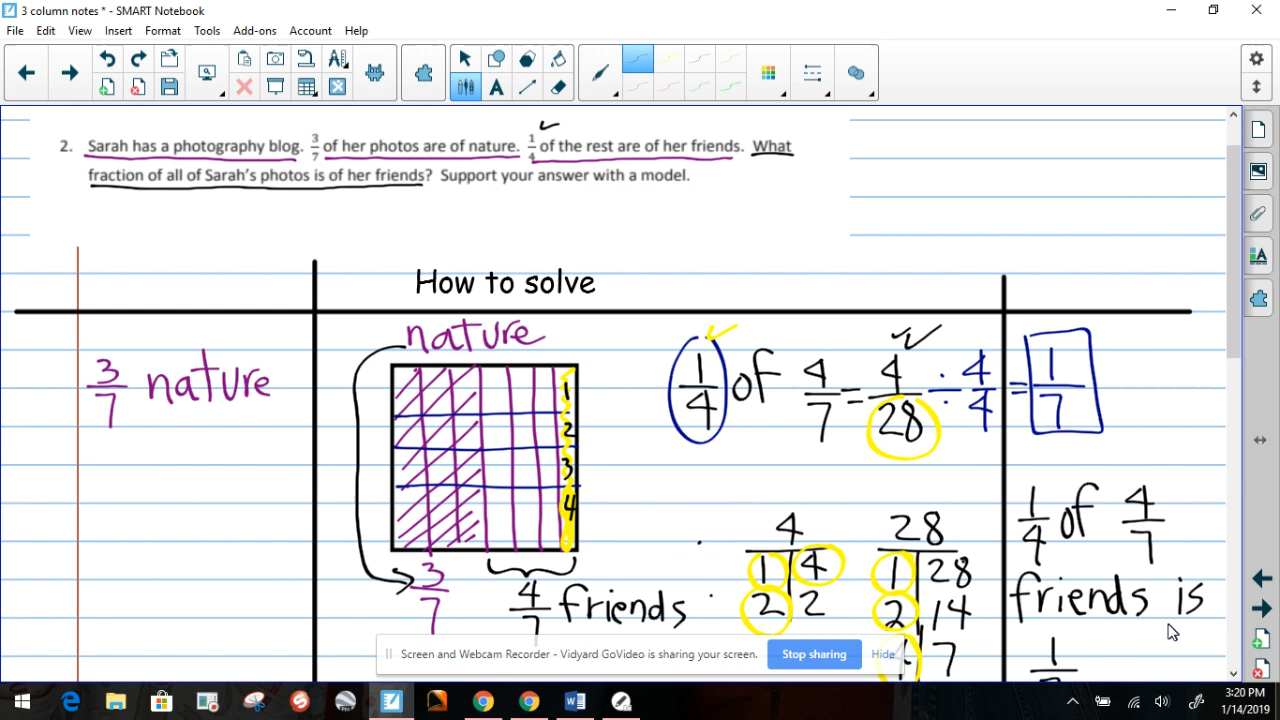 3 column notes * - SMART Notebook
File Edit View Insert Format Tools Add-ons Account Help
2. Sarah has a photography blog. 3/7 of her photos are of nature. 1/4 of the rest are of her friends. What
fraction of all of Sarah's photos is of her friends? Support your answer with a model.
How to solve
3/7 nature
nature
1
2
3
4
3/7
4/7 friends
1/4 of 4/7 = 4/28 ÷ 4/4 = 1/7
4
1 4
2 2
28
1 28
2 14
7
1/4 of 4/7
friends is
1
Screen and Webcam Recorder - Vidyard GoVideo is sharing your screen.
Stop sharing
Hide
3:20 PM
1/14/2019